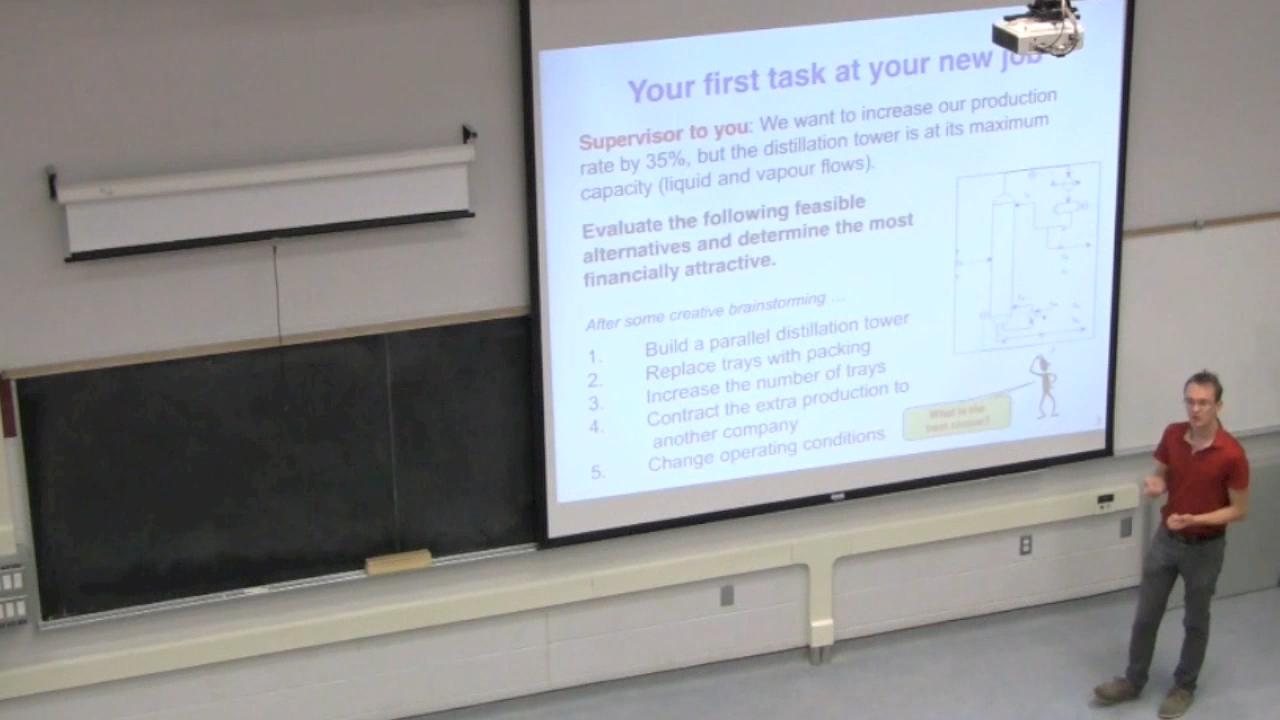 Your first task at your new job
Supervisor to you: We want to increase our production
rate by 35%, but the distillation tower is at its maximum
capacity (liquid and vapour flows).
Evaluate the following feasible
alternatives and determine the most
financially attractive.
After some creative brainstorming ...
1. Build a parallel distillation tower
2. Replace trays with packing
3. Increase the number of trays
4. Contract the extra production to
another company
5. Change operating conditions
What is the
best choice?